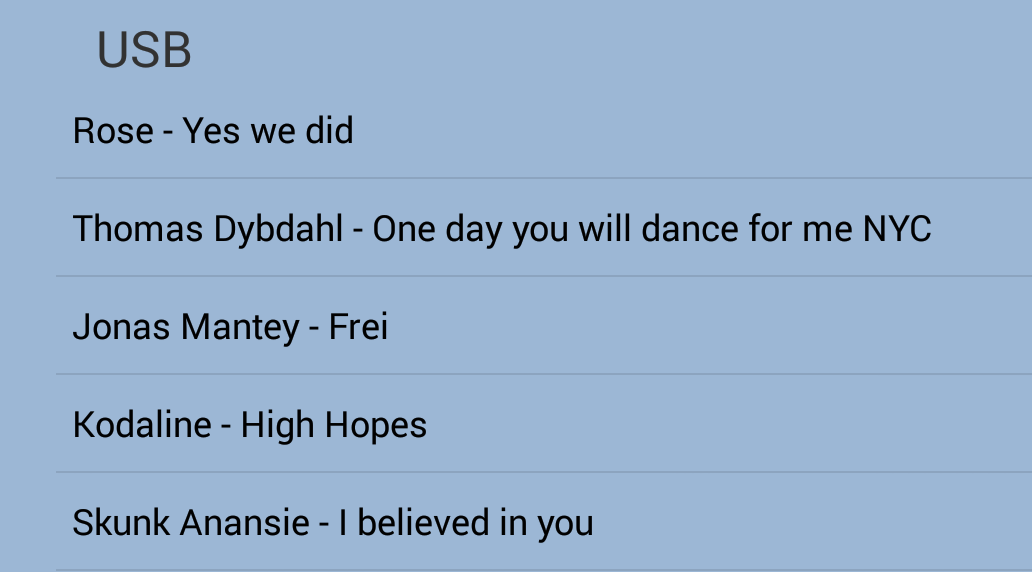 USB
Rose - Yes we did
Thomas Dybdahl - One day you will dance for me NYC
Jonas Mantey - Frei
Kodaline - High Hopes
Skunk Anansie - I believed in you